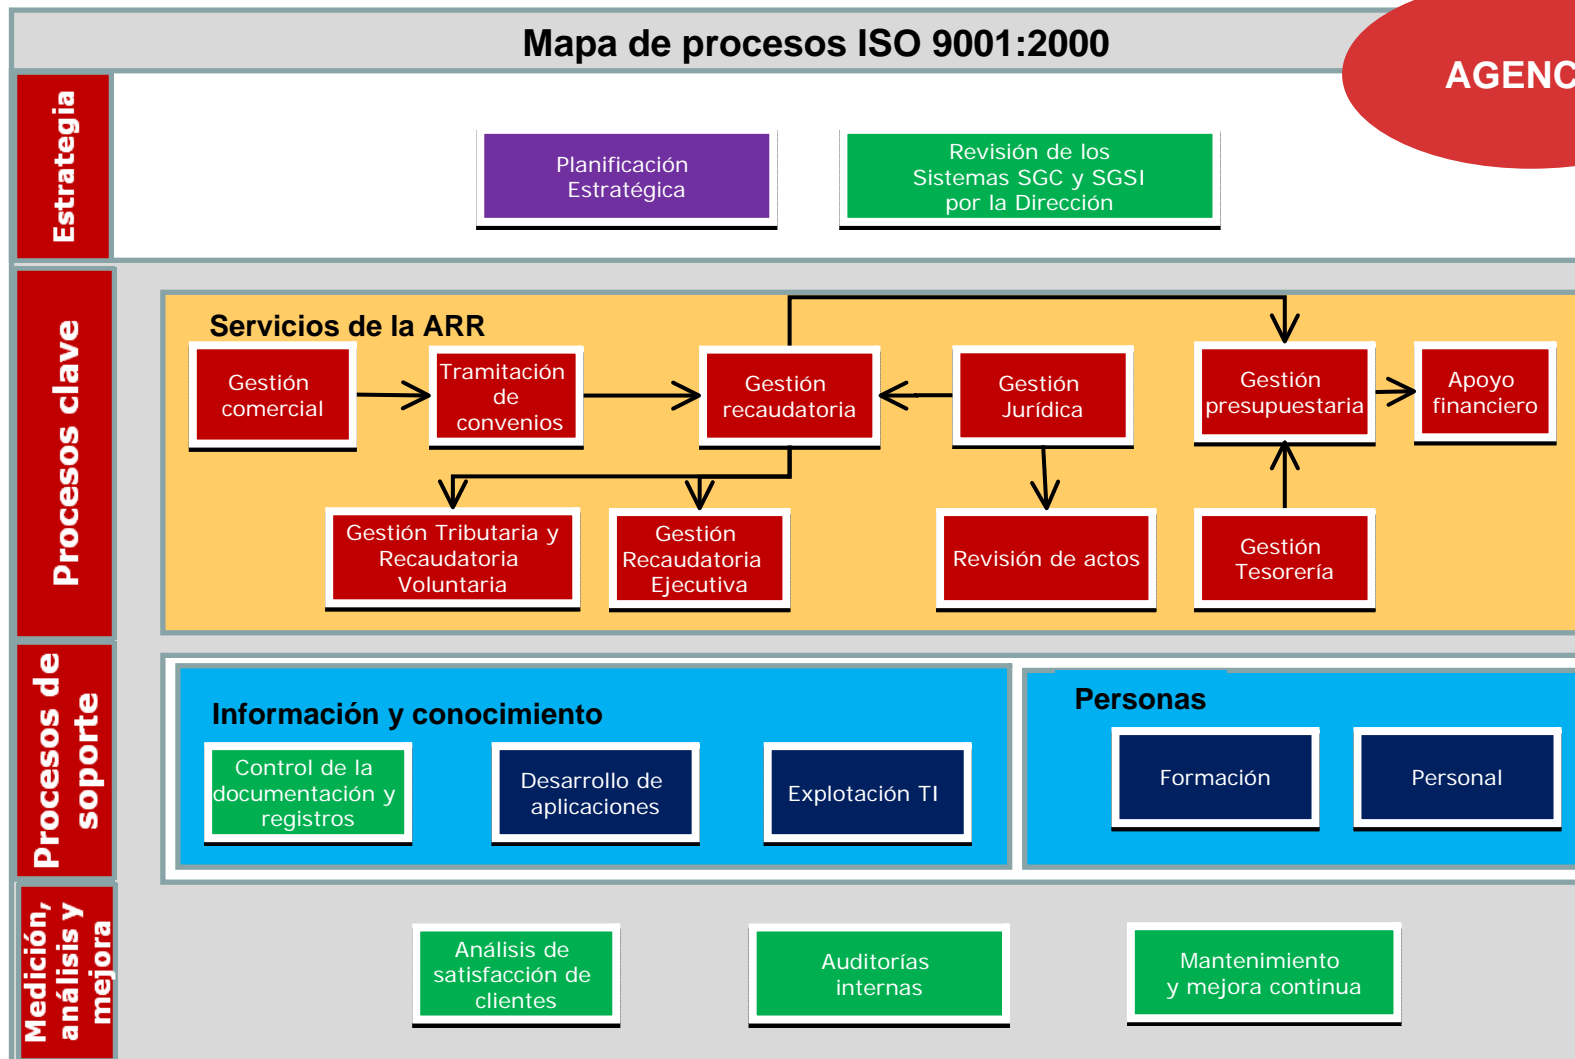 Mapa de procesos ISO 9001:2000
AGENC
Estrategia
Planificación
Estratégica
Revisión de los
Sistemas SGC y SGSI
por la Dirección
Procesos clave
Servicios de la ARR
Gestión
comercial
Tramitación
de
convenios
Gestión
recaudatoria
Gestión
Jurídica
Gestión
presupuestaria
Apoyo
financiero
Gestión Tributaria y
Recaudatoria
Voluntaria
Gestión
Recaudatoria
Ejecutiva
Revisión de actos
Gestión
Tesorería
Procesos de
soporte
Información y conocimiento
Control de la
documentación y
registros
Desarrollo de
aplicaciones
Explotación TI
Personas
Formación
Personal
Medición,
análisis y
mejora
Análisis de
satisfacción de
clientes
Auditorías
internas
Mantenimiento
y mejora continua